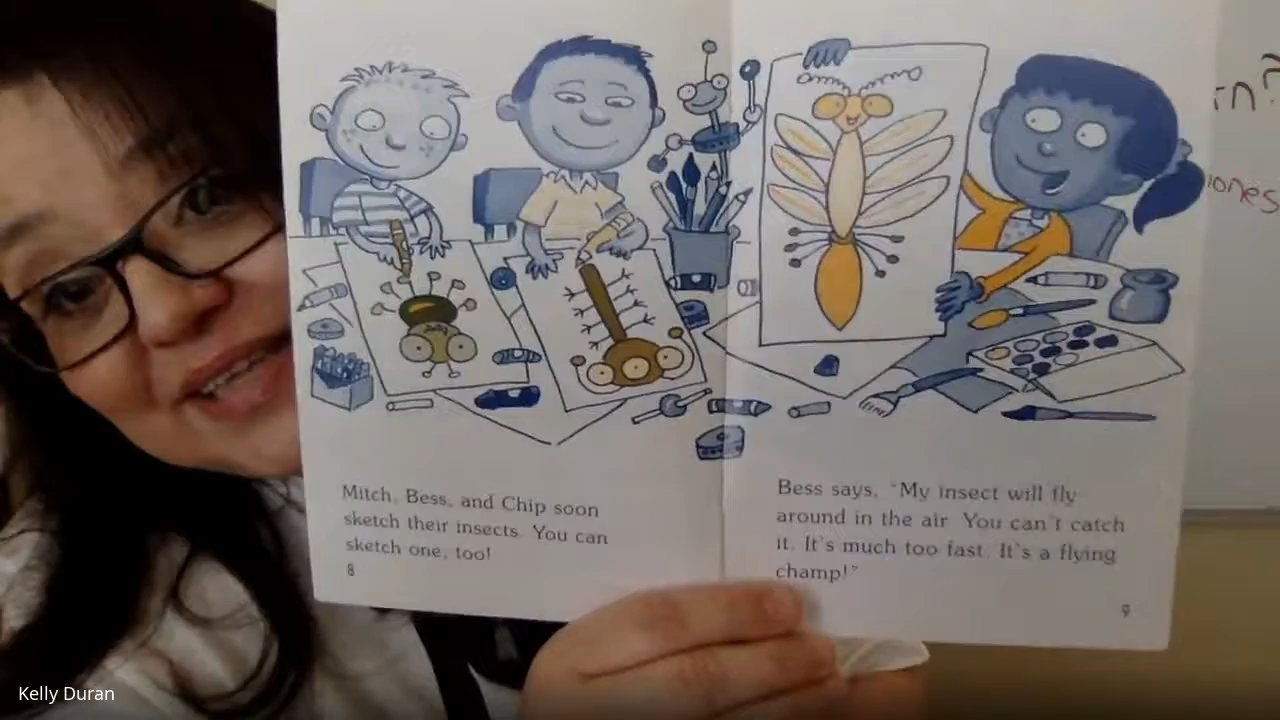 Mitch, Bess, and Chip soon
sketch their insects. You can
sketch one, too!
8
Bess says, "My insect will fly
around in the air. You can't catch
it. It's much too fast. It's a flying
champ!"
9
Kelly Duran